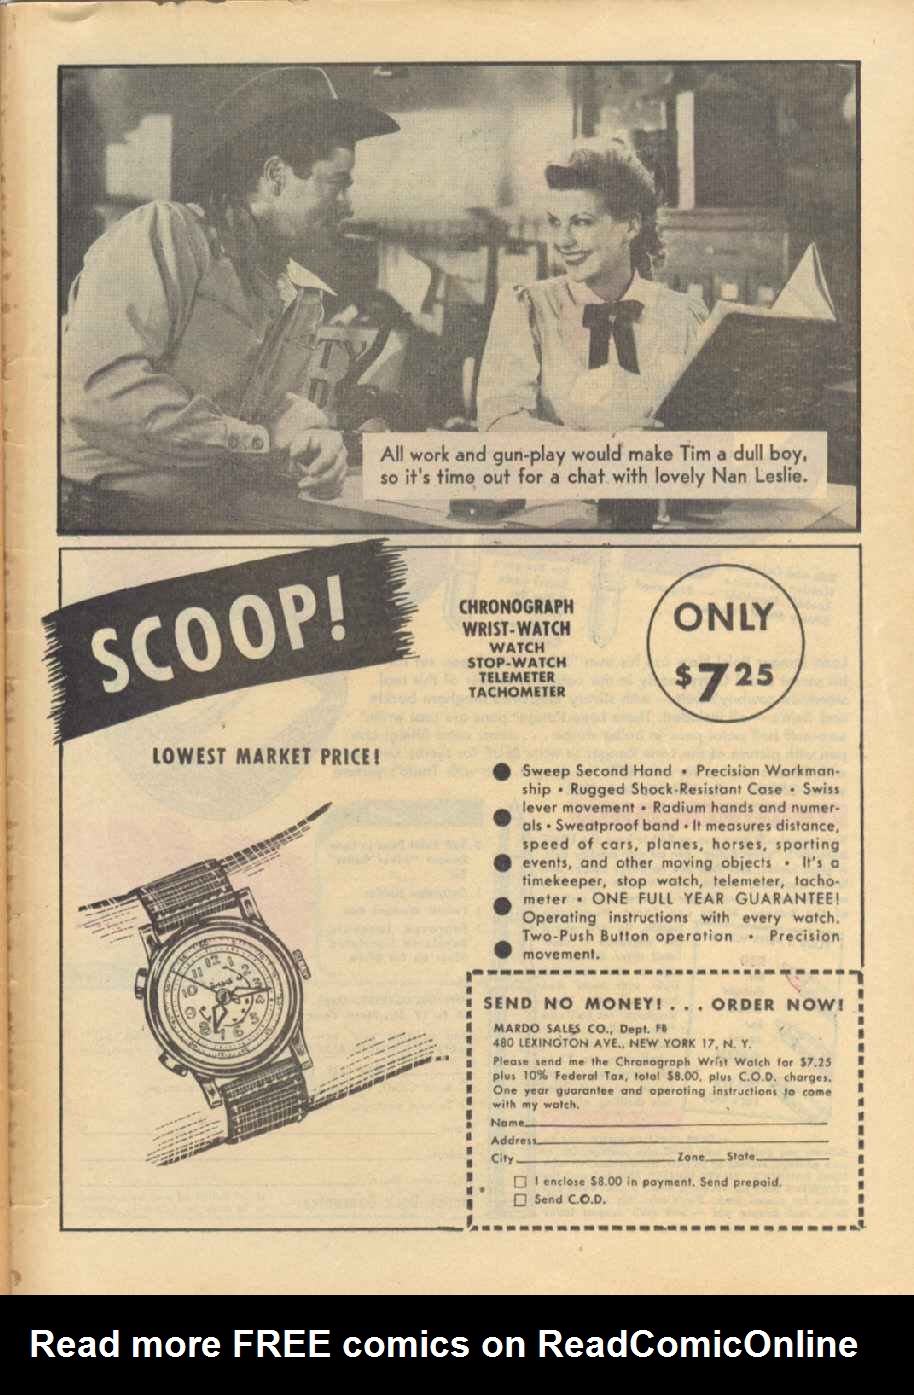 All work and gun-play would make Tim a dull boy,
so it's time out for a chat with lovely Nan Leslie.
SCOOP!
CHRONOGRAPH
WRIST-WATCH
WATCH
STOP-WATCH
TELEMETER
TACHOMETER
ONLY
$7 25
LOWEST MARKET PRICE!
Sweep Second Hand • Precision Workman-
ship • Rugged Shock-Resistant Case • Swiss
lever movement • Radium hands and numer-
als • Sweatproof band • It measures distance,
speed of cars, planes, horses, sporting
events, and other moving objects • It's a
timekeeper, stop watch, telemeter, tacho-
meter • ONE FULL YEAR GUARANTEE!
Operating instructions with every watch.
Two-Push Button operation • Precision
movement.
SEND NO MONEY! . . . ORDER NOW!
MARDO SALES CO., Dept. FB
480 LEXINGTON AVE., NEW YORK 17, N. Y.
Please send me the Chronograph Wrist Watch for $7.25
plus 10% Federal Tax, total $8.00, plus C.O.D. charges.
One year guarantee and operating instructions to come
with my watch.
Name
Address
City Zone State
I enclose $8.00 in payment. Send prepaid.
Send C.O.D.
Read more FREE comics on ReadComicOnline